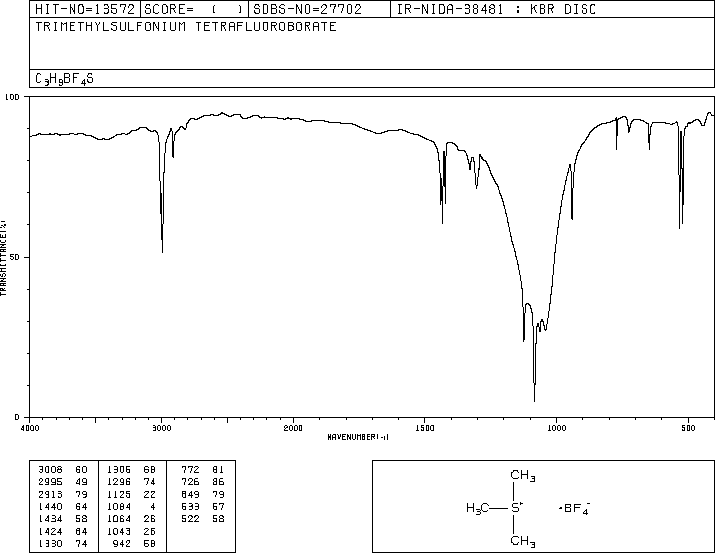 HIT-NO=13572 SCORE= ( ) SDBS-NO=27702 IR-NIDA-38481 : KBR DISC
TRIMETHYLSULFONIUM TETRAFLUOROBORATE
C3H9BF4S
100
50
0
TRANSMITTANCE(%)
4000 3000 2000 1500 1000 500
WAVENUMBER(-1)
3008 60 1306 68 772 81
2995 49 1296 74 726 86
2913 79 1125 22 649 79
1440 64 1084 4 533 57
1434 58 1064 26 522 58
1424 64 1043 26
1330 74 942
CH3
H3C—S+ ·BF4-
CH3